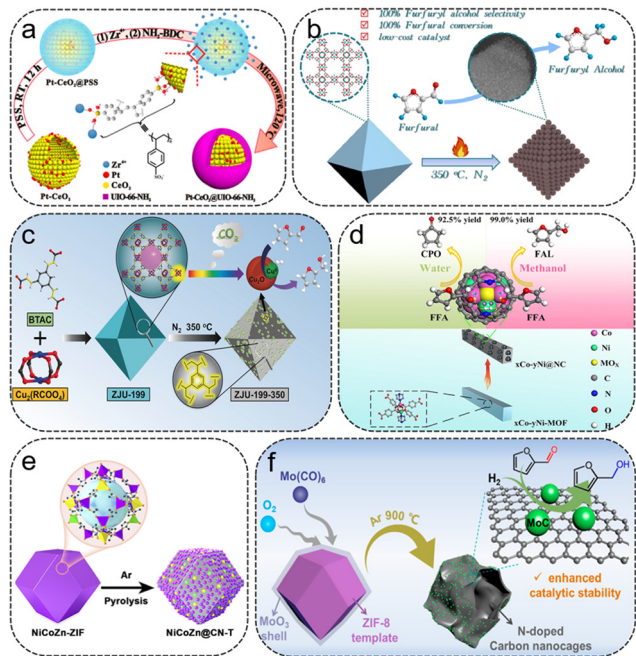 a
Pt-CeO₂@PSS
(1) Zr⁴⁺, (2) NH₂-BDC
Microwave, 120℃
PSS, RT, 12 h
Pt-CeO₂
Zr⁴⁺
Pt
CeO₂
UIO-66-NH₂
Pt-CeO₂@UIO-66-NH₂
b
100% Furfuryl alcohol selectivity
100% Furfural conversion
low-cost catalyst
Furfuryl Alcohol
Furfural
350 °C, N₂
c
CO₂
Cu⁰
Cu₂O
BTAC
+
Cu₂(RCOO₄)
ZJU-199
N₂ 350 °C
ZJU-199-350
d
92.5% yield
99.0% yield
CPO
FAL
Water
Methanol
FFA
FFA
xCo-yNi@NC
xCo-yNi-MOF
Co
Ni
MOₓ
C
N
O
H
e
Ar
Pyrolysis
NiCoZn-ZIF
NiCoZn@CN-T
f
Mo(CO)₆
O₂
Ar 900 ℃
H₂
O
O
O
OH
MoC
✓ enhanced
catalytic stability
MoO₃
shell
ZIF-8
template
N-doped
Carbon nanocages